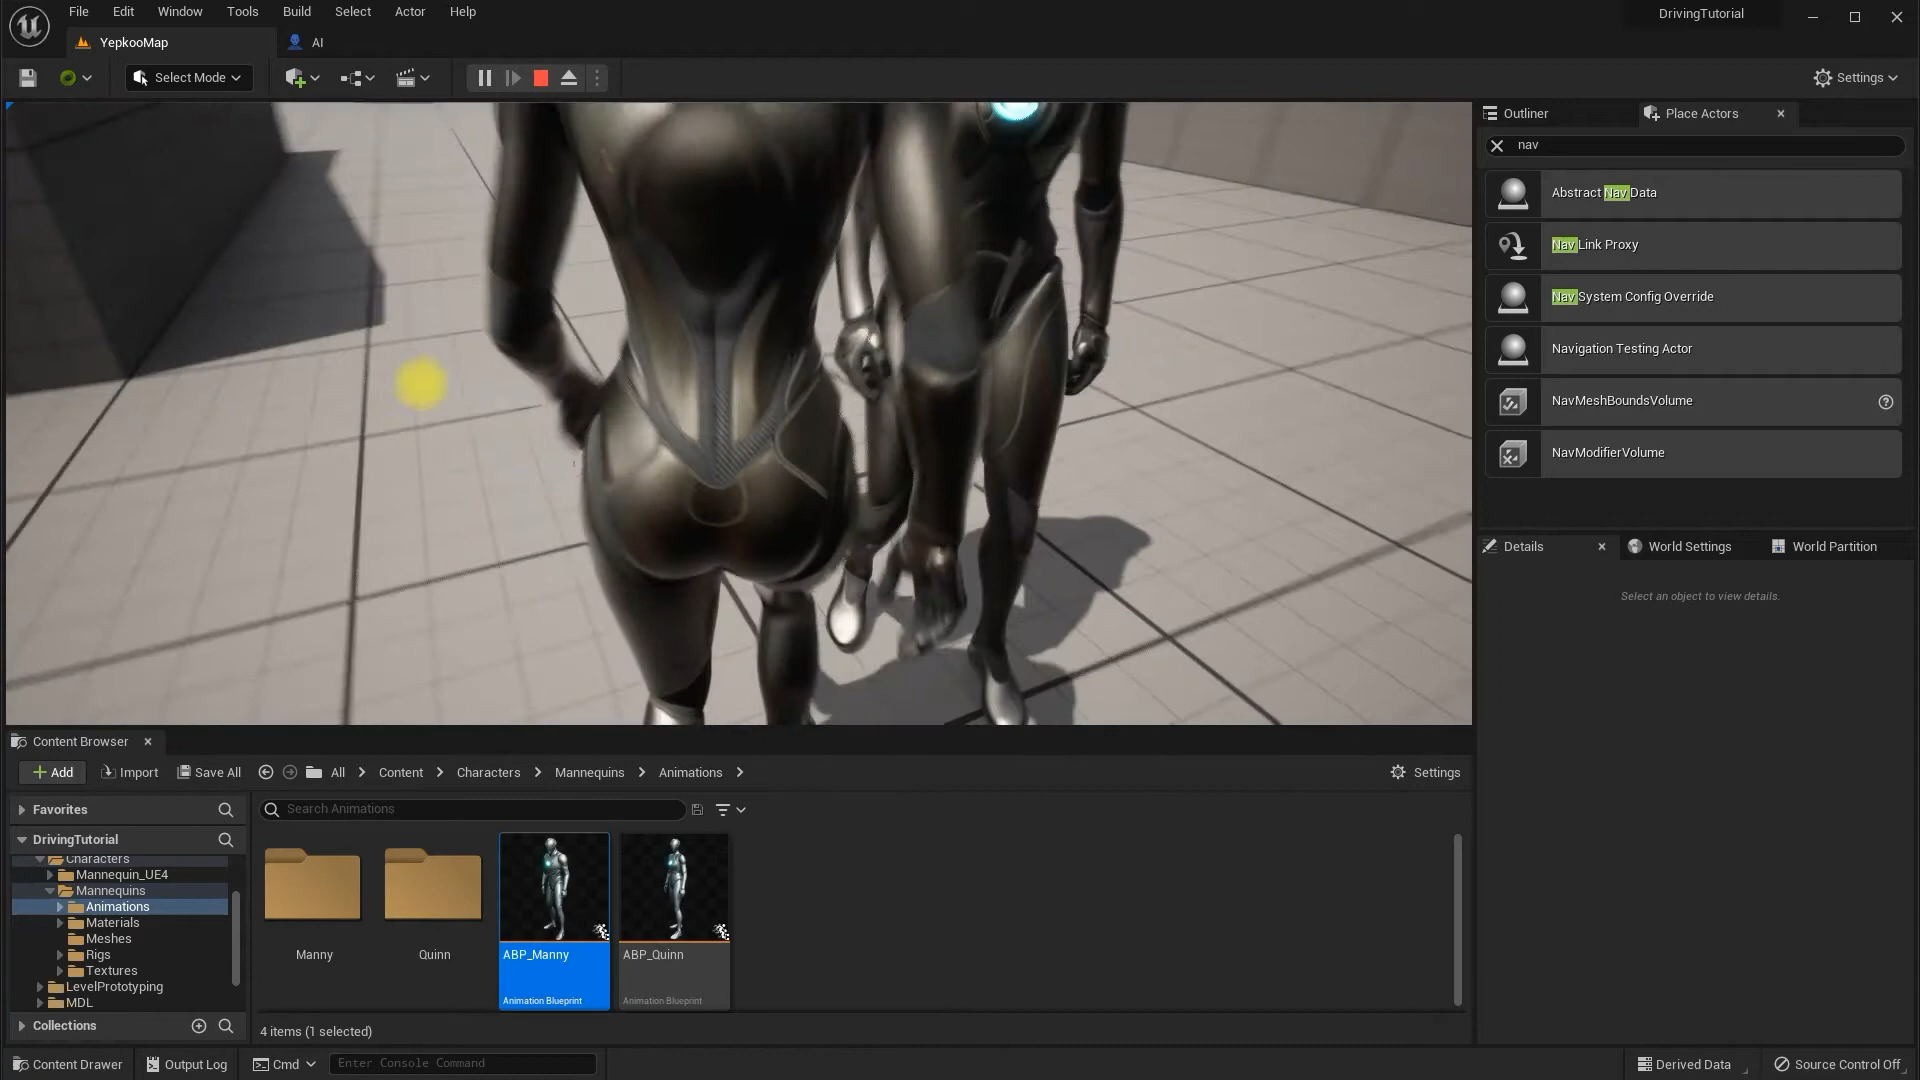 File Edit Window Tools Build Select Actor Help
DrivingTutorial
YepkooMap
AI
Select Mode
Settings
Outliner
Place Actors
nav
Abstract Nav Data
Nav Link Proxy
Nav System Config Override
Navigation Testing Actor
NavMeshBoundsVolume
NavModifierVolume
Details
World Settings
World Partition
Select an object to view details.
Content Browser
Add
Import
Save All
All
Content
Characters
Mannequins
Animations
Settings
Favorites
Search Animations
DrivingTutorial
Characters
Mannequin_UE4
Mannequins
Animations
Materials
Meshes
Rigs
Textures
LevelPrototyping
MDL
Collections
Manny
Quinn
ABP_Manny
Animation Blueprint
ABP_Quinn
Animation Blueprint
4 items (1 selected)
Content Drawer
Output Log
Cmd
Enter Console Command
Derived Data
Source Control Off